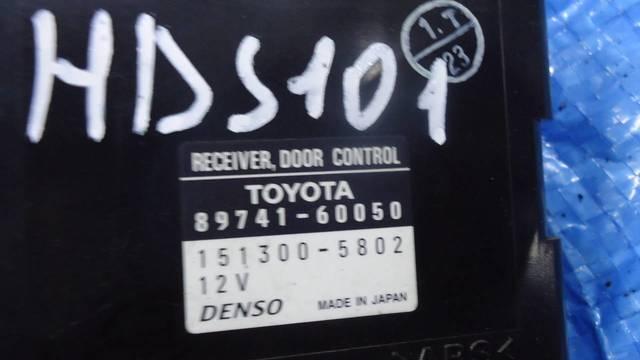 HDS101
1.T
23
RECEIVER, DOOR CONTROL
TOYOTA
89741-60050
151300-5802
12V
DENSO MADE IN JAPAN